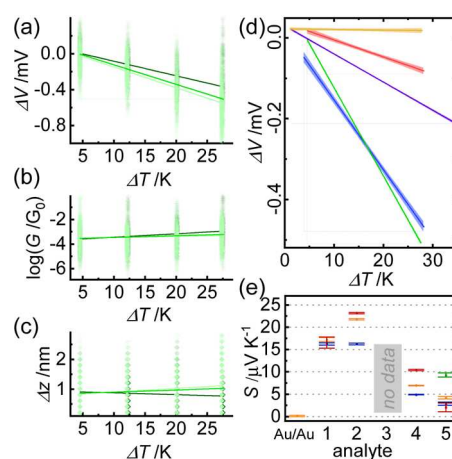 (a)
ΔV /mV
0.0
-0.4
-0.8
5 10 15 20 25
ΔT /K
(b)
log(G /G0)
-2
-4
-6
5 10 15 20 25
ΔT /K
(c)
Δz /nm
2
1
5 10 15 20 25
ΔT /K
(d)
ΔV /mV
0.0
-0.2
-0.4
0 10 20 30
ΔT /K
(e)
S /µV K⁻¹
25
20
15
10
5
0
no data
Au/Au 1 2 3 4 5
analyte